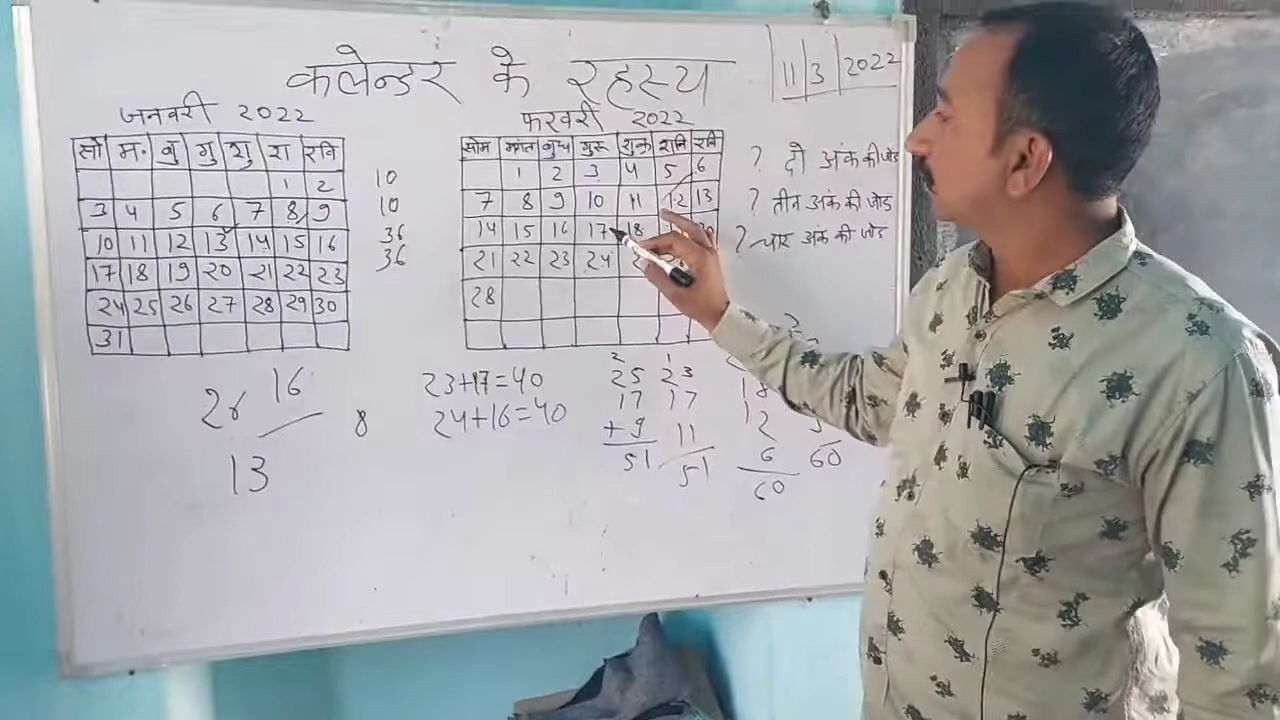 कलेन्डर के रहस्य
11/3/2022
जनवरी 2022
सो म. बु गु शु श रवि
1 2
3 4 5 6 7 8 9
10 11 12 13 14 15 16
17 18 19 20 21 22 23
24 25 26 27 28 29 30
31
10
10
36
36
फरवरी 2022
सोम मंगल बुध गुरू शुक्र शनि रवि
1 2 3 4 5 6
7 8 9 10 11 12 13
14 15 16 17 18
21 22 23 24
28
? दो अंक की जोड
? तीन अंक की जोड
? चार अंक की जोड
16
26
13
8
23+17=40
24+16=40
2
25
17
+ 9
51
1
23
17
11
51
18
12
6
60
60